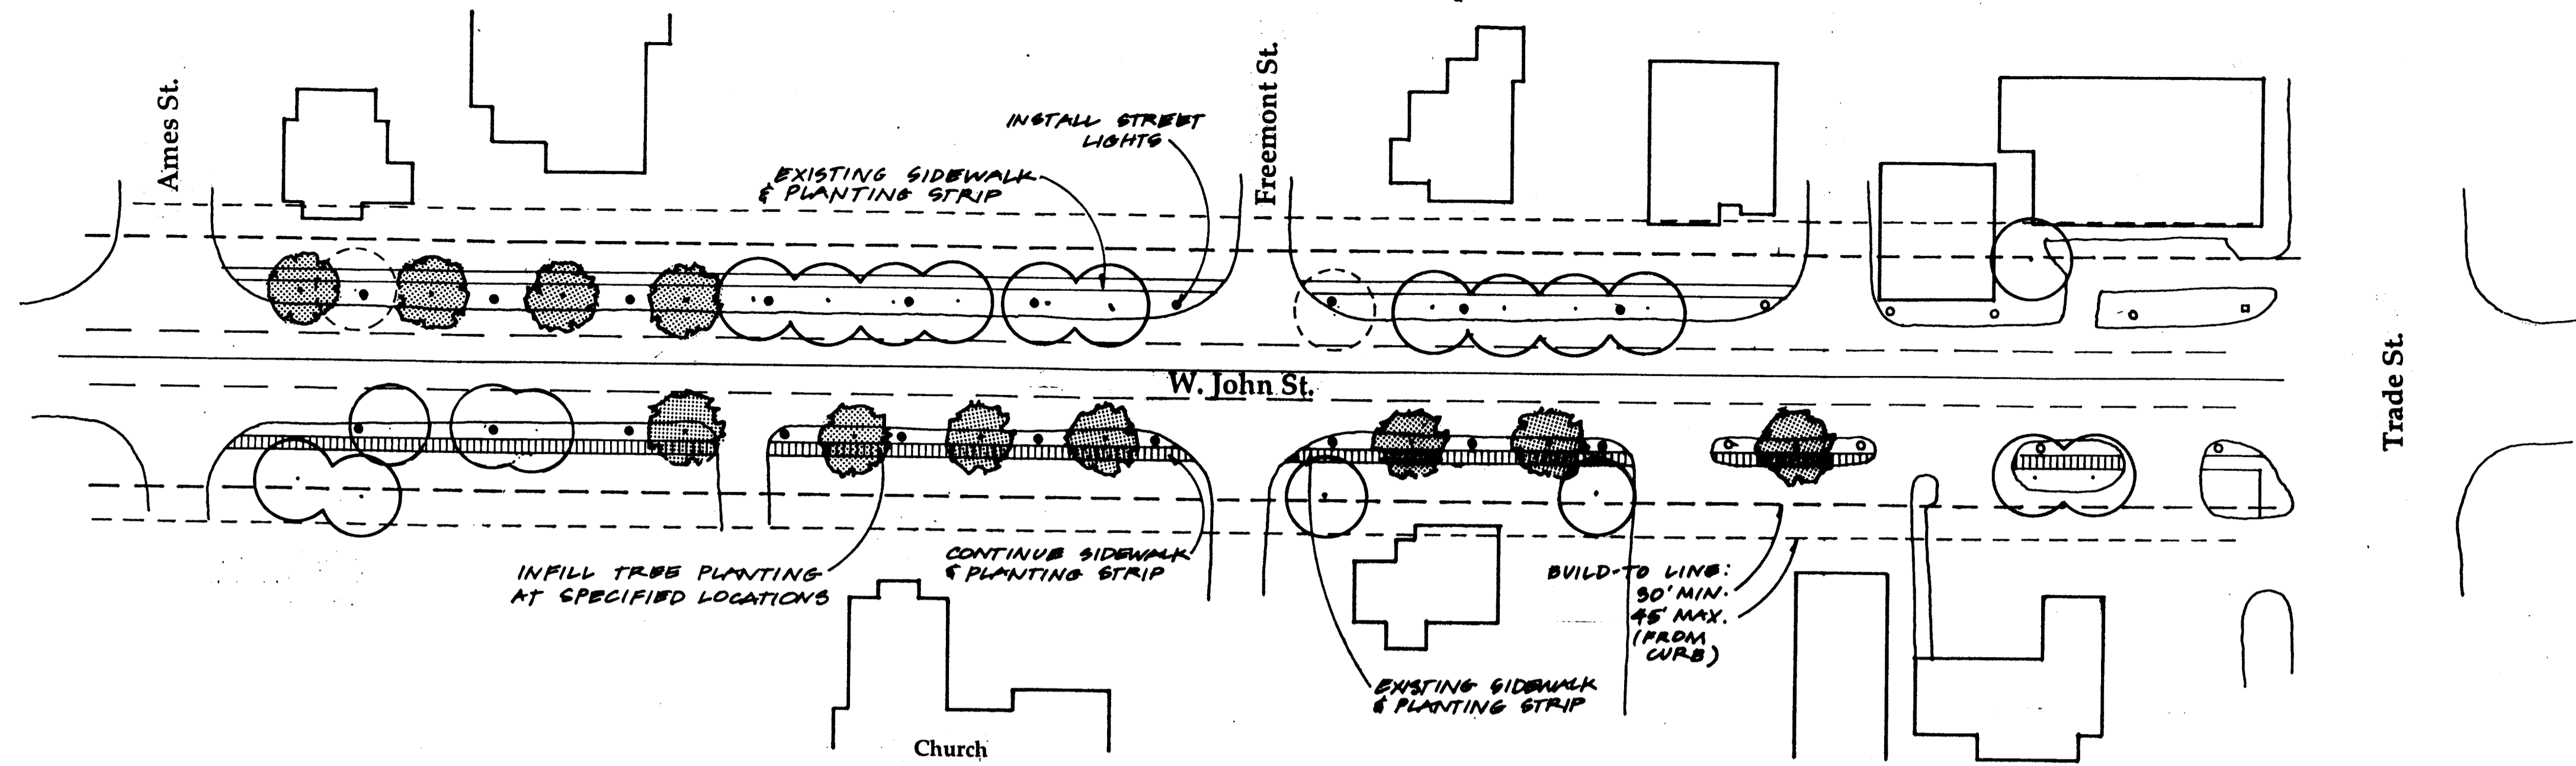 Ames St.
Freemont St.
INSTALL STREET
LIGHTS
EXISTING SIDEWALK
& PLANTING STRIP
W. John St.
Trade St.
INFILL TREE PLANTING
AT SPECIFIED LOCATIONS
CONTINUE SIDEWALK
& PLANTING STRIP
BUILD-TO LINE:
30' MIN.
45' MAX.
(FROM
CURB)
EXISTING SIDEWALK
& PLANTING STRIP
Church